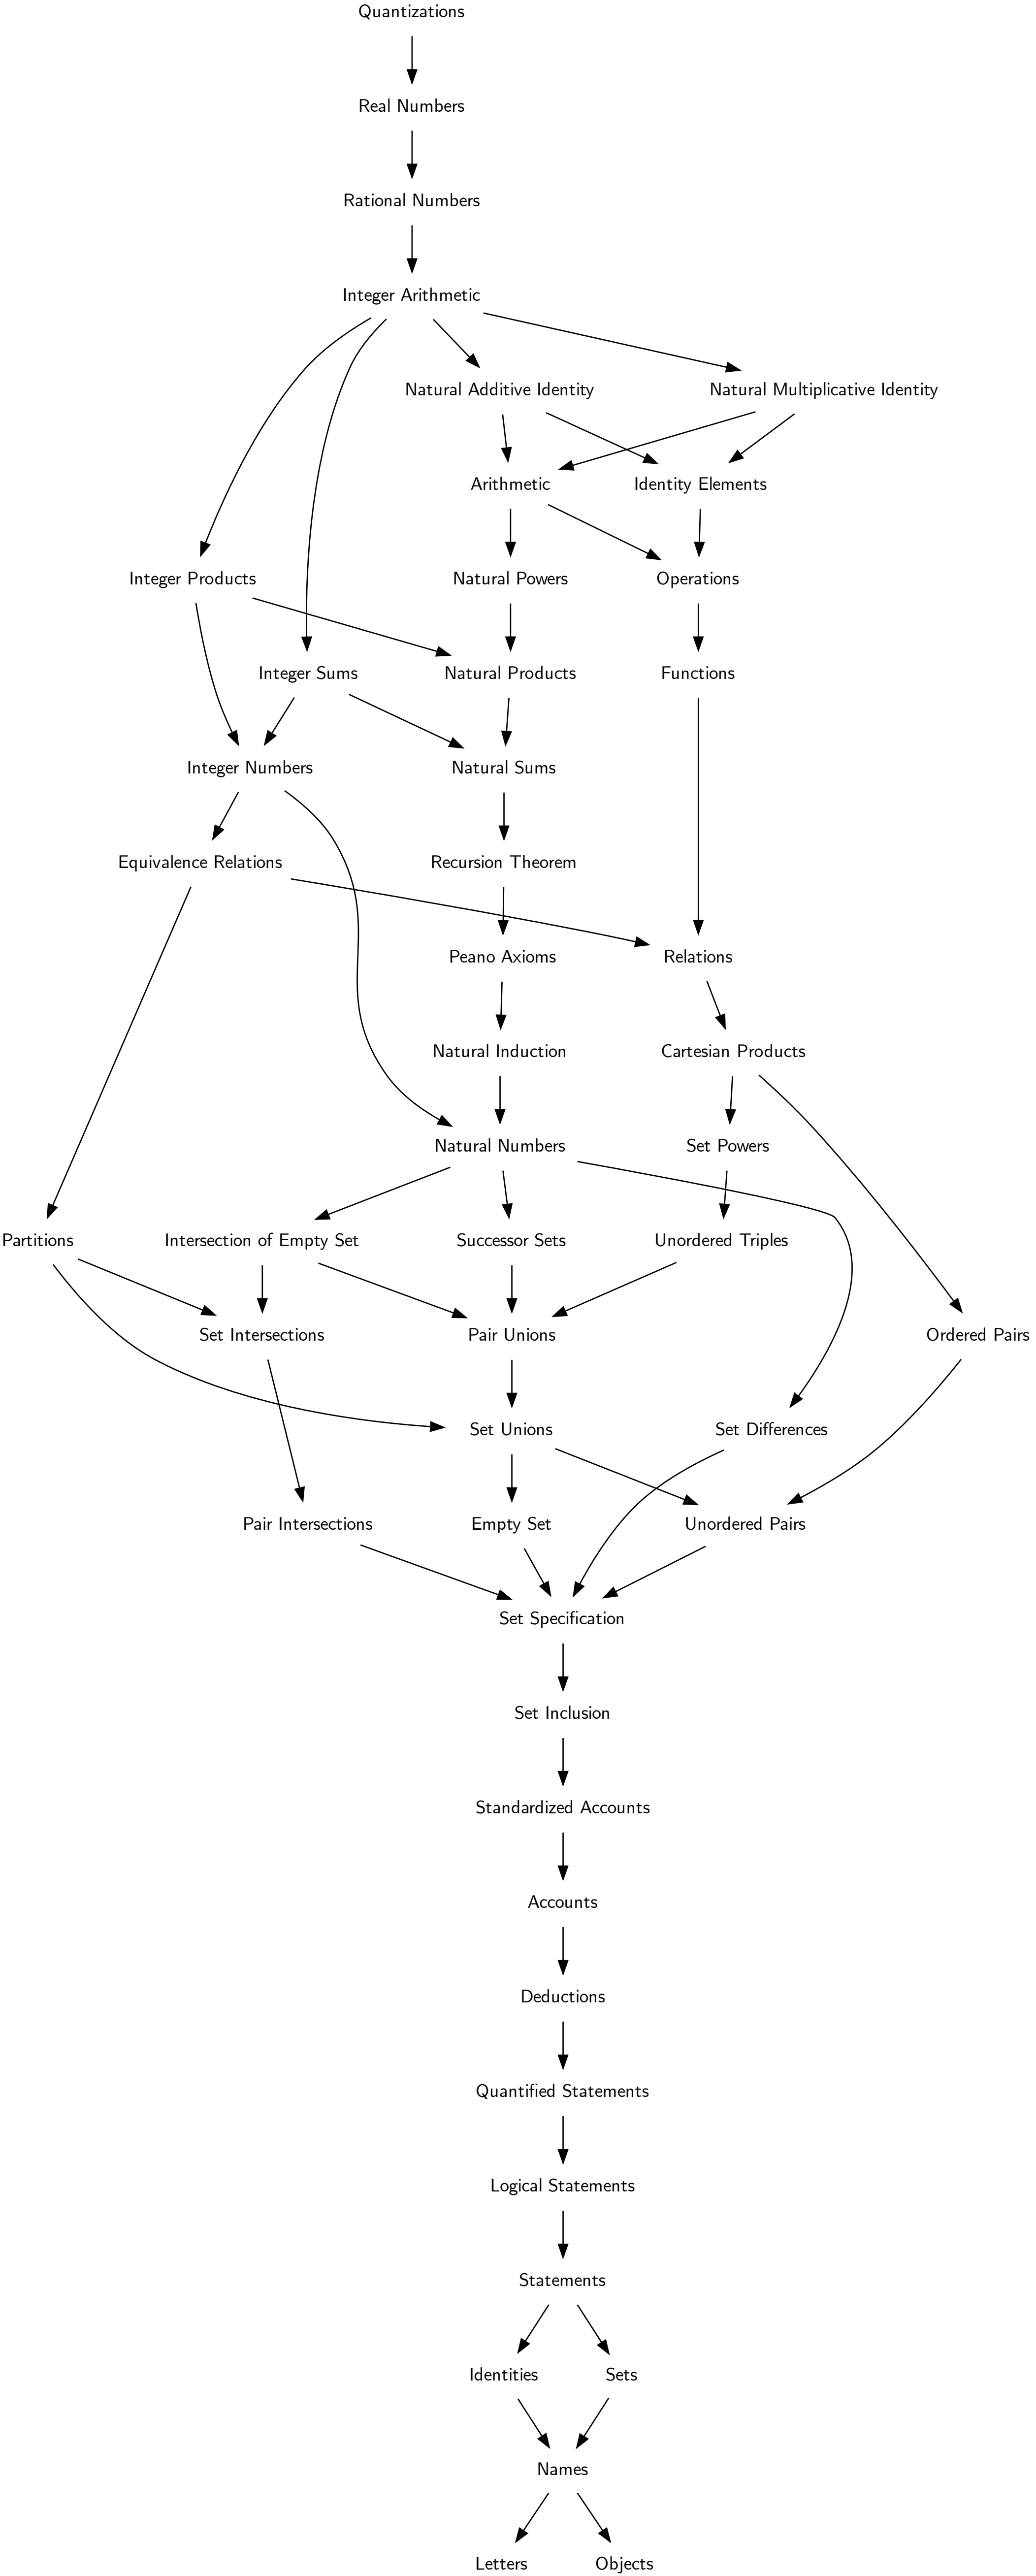 Quantizations
Real Numbers
Rational Numbers
Integer Arithmetic
Natural Additive Identity
Natural Multiplicative Identity
Arithmetic
Identity Elements
Integer Products
Natural Powers
Operations
Integer Sums
Natural Products
Functions
Integer Numbers
Natural Sums
Equivalence Relations
Recursion Theorem
Peano Axioms
Relations
Natural Induction
Cartesian Products
Natural Numbers
Set Powers
Partitions
Intersection of Empty Set
Successor Sets
Unordered Triples
Set Intersections
Pair Unions
Ordered Pairs
Set Unions
Set Differences
Pair Intersections
Empty Set
Unordered Pairs
Set Specification
Set Inclusion
Standardized Accounts
Accounts
Deductions
Quantified Statements
Logical Statements
Statements
Identities
Sets
Names
Letters
Objects